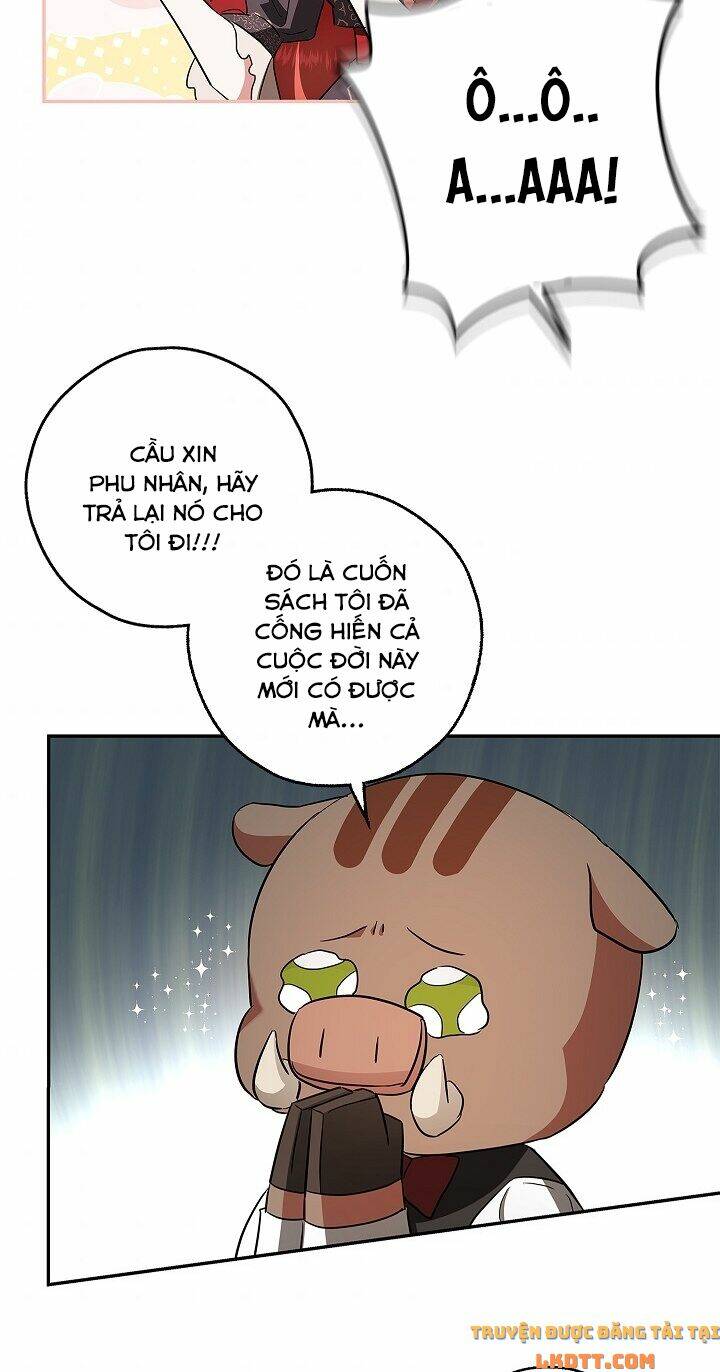 Ô...Ô..
A...AAA!
CẦU XIN
PHU NHÂN, HÃY
TRẢ LẠI NÓ CHO
TÔI ĐI!!!
ĐÓ LÀ CUỐN
SÁCH TÔI ĐÃ
CỐNG HIẾN CẢ
CUỘC ĐỜI NÀY
MỚI CÓ ĐƯỢC
MÀ...
TRUYỆN ĐƯỢC ĐĂNG TẢI TẠI
LKDTT.COM